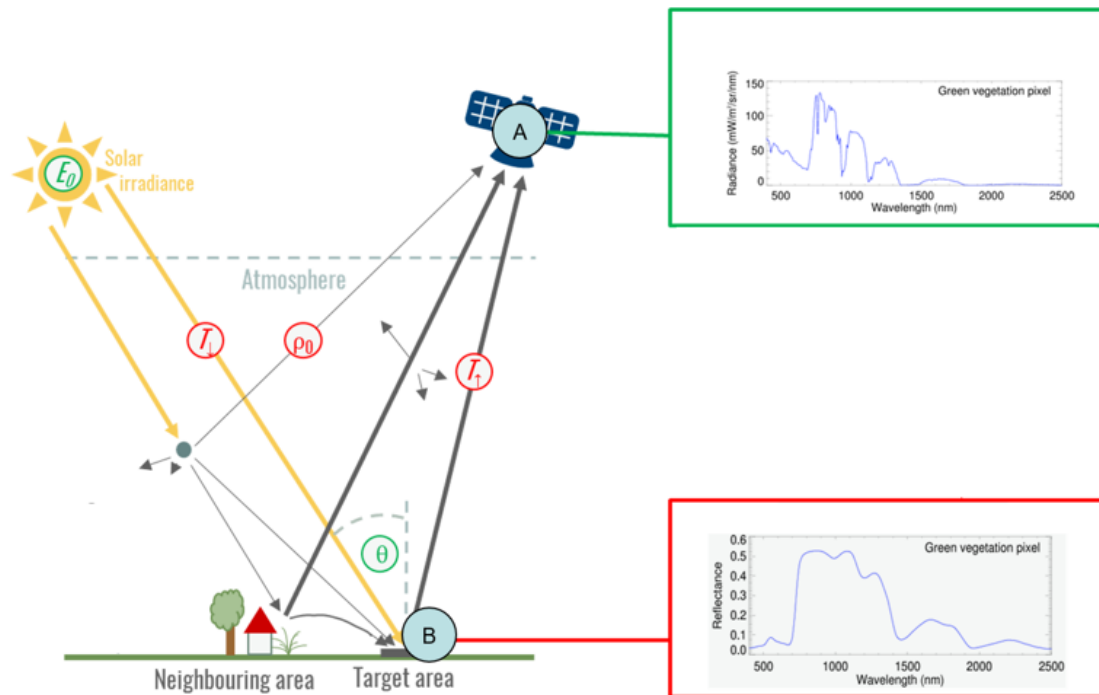 A
E0
Solar
irradiance
Atmosphere
T↓
ρ0
T↑
θ
B
Neighbouring area
Target area
Green vegetation pixel
Radiance (mW/m²/sr/nm)
150
100
50
0
500 1000 1500 2000 2500
Wavelength (nm)
Green vegetation pixel
Reflectance
0.6
0.5
0.4
0.3
0.2
0.1
0.0
500 1000 1500 2000 2500
Wavelength (nm)